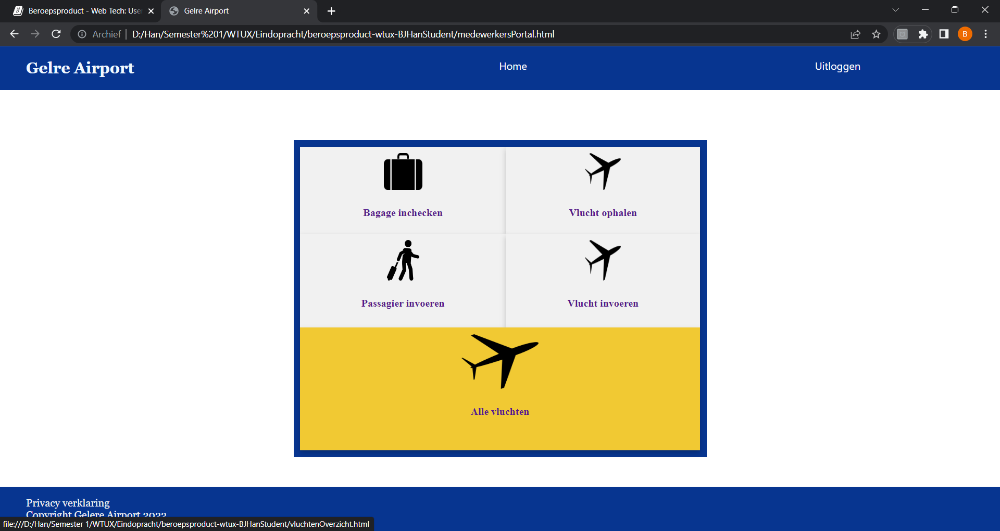 Beroepsproduct - Web Tech: Use
Gelre Airport
Archief
D:/Han/Semester%201/WTUX/Eindopracht/beroepsproduct-wtux-BJHanStudent/medewerkersPortal.html
B
Gelre Airport
Home
Uitloggen
Bagage inchecken
Vlucht ophalen
Passagier invoeren
Vlucht invoeren
Alle vluchten
Privacy verklaring
Copyright Gelere Airport 2022
file:///D:/Han/Semester 1/WTUX/Eindopracht/beroepsproduct-wtux-BJHanStudent/vluchtenOverzicht.html